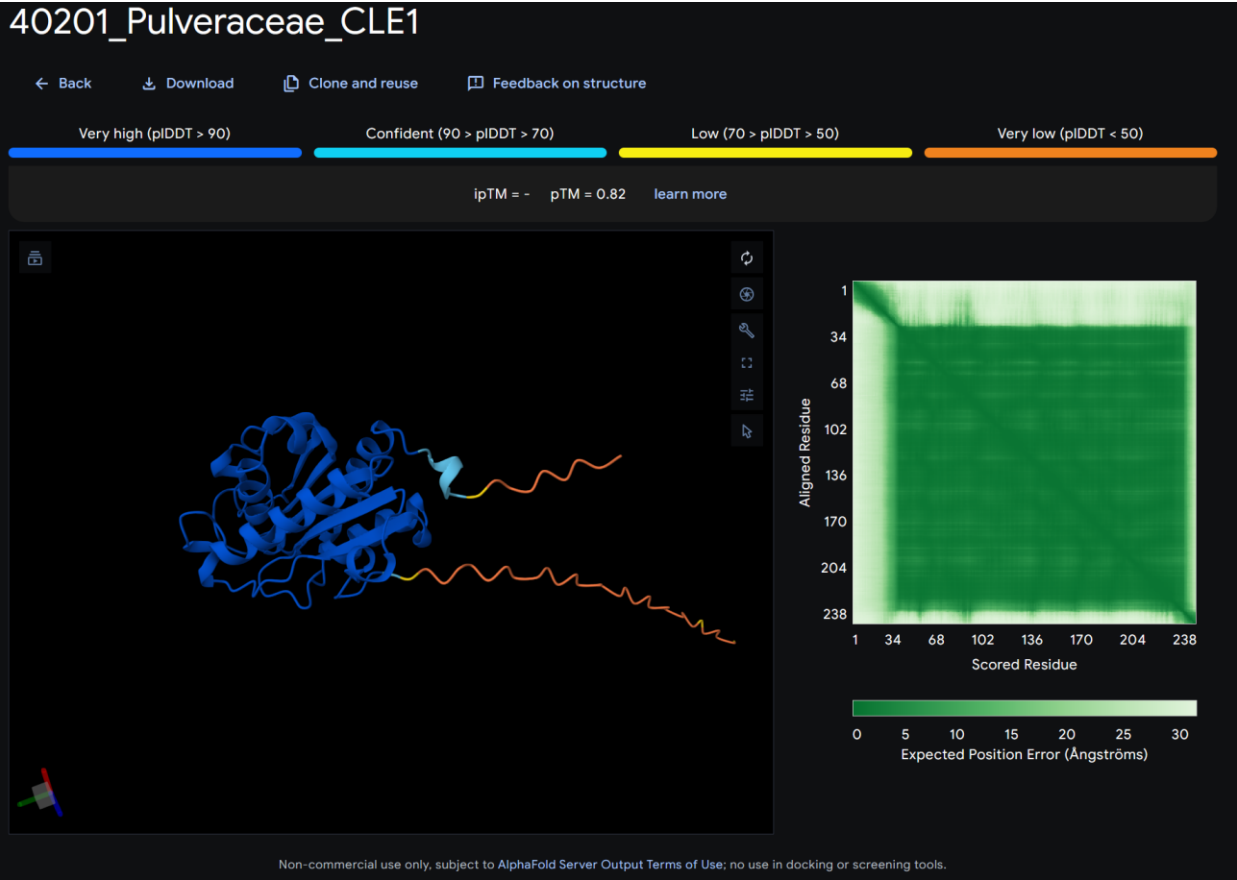 40201_Pulveraceae_CLE1
Back Download Clone and reuse Feedback on structure
Very high (plDDT > 90) Confident (90 > plDDT > 70) Low (70 > plDDT > 50) Very low (plDDT < 50)
ipTM = - pTM = 0.82 learn more
1
34
68
102
136
170
204
238
Aligned Residue
1 34 68 102 136 170 204 238
Scored Residue
0 5 10 15 20 25 30
Expected Position Error (Ångströms)
Non-commercial use only, subject to AlphaFold Server Output Terms of Use; no use in docking or screening tools.